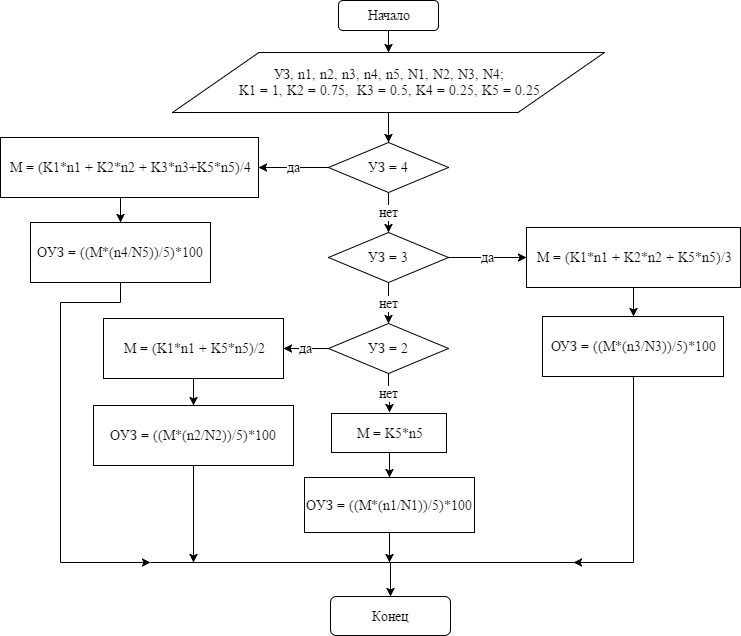 Начало
УЗ, n1, n2, n3, n4, n5, N1, N2, N3, N4;
K1 = 1, K2 = 0.75, K3 = 0.5, K4 = 0.25, K5 = 0.25
УЗ = 4
да
M = (K1*n1 + K2*n2 + K3*n3+K5*n5)/4
ОУЗ = ((M*(n4/N5))/5)*100
нет
УЗ = 3
да
M = (K1*n1 + K2*n2 + K5*n5)/3
ОУЗ = ((M*(n3/N3))/5)*100
нет
УЗ = 2
да
M = (K1*n1 + K5*n5)/2
ОУЗ = ((M*(n2/N2))/5)*100
нет
M = K5*n5
ОУЗ = ((M*(n1/N1))/5)*100
Конец